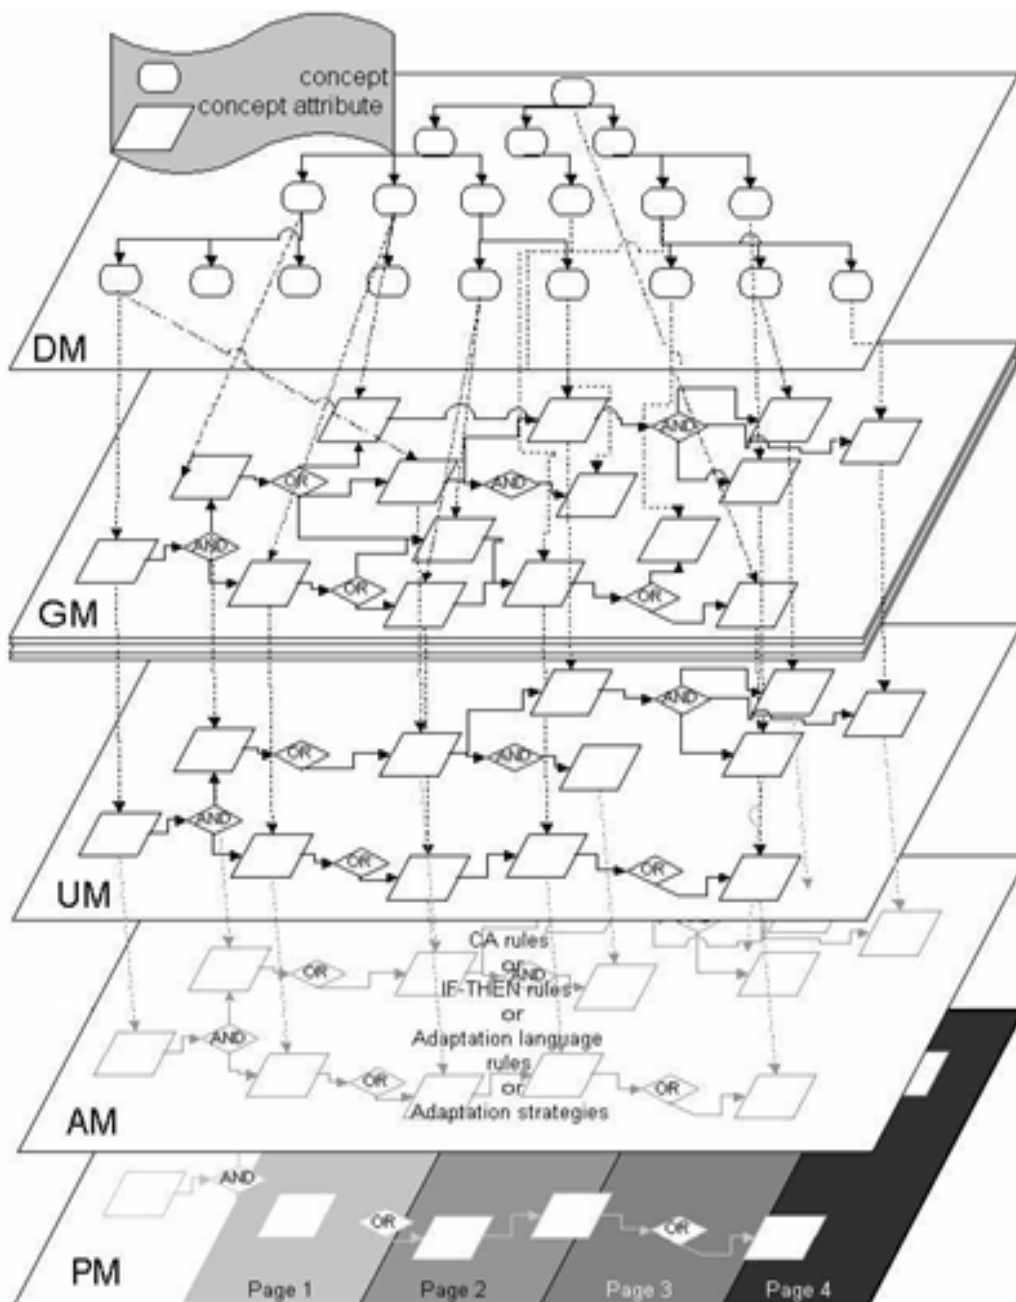 concept
concept attribute
DM
AND
OR
AND
AND
OR
OR
GM
AND
OR
AND
AND
OR
OR
UM
CA rules
or
OR
AND
IF-THEN rules
or
AND
Adaptation language
rules
OR
OR
or
Adaptation strategies
AM
AND
OR
OR
PM
Page 1
Page 2
Page 3
Page 4